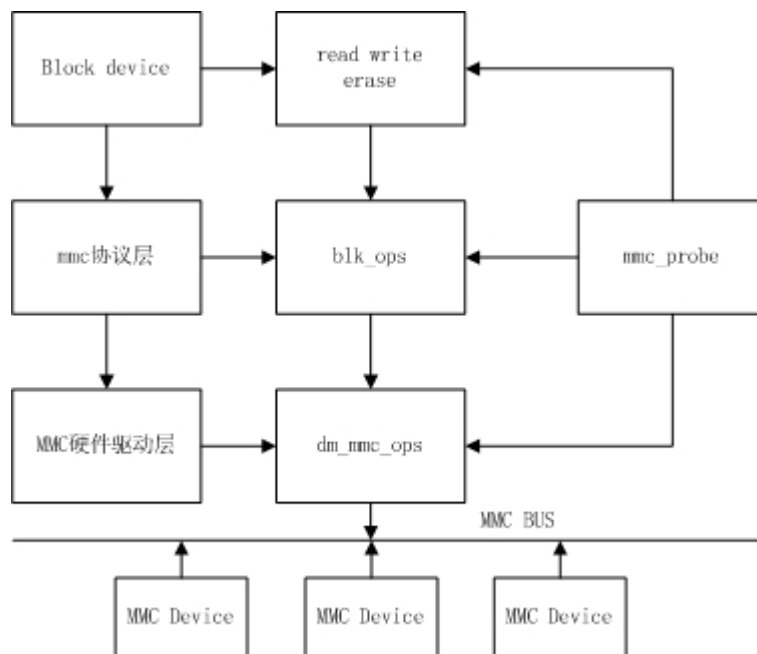 Block device
read write
erase
mmc协议层
blk_ops
mmc_probe
MMC硬件驱动层
dm_mmc_ops
MMC BUS
MMC Device
MMC Device
MMC Device